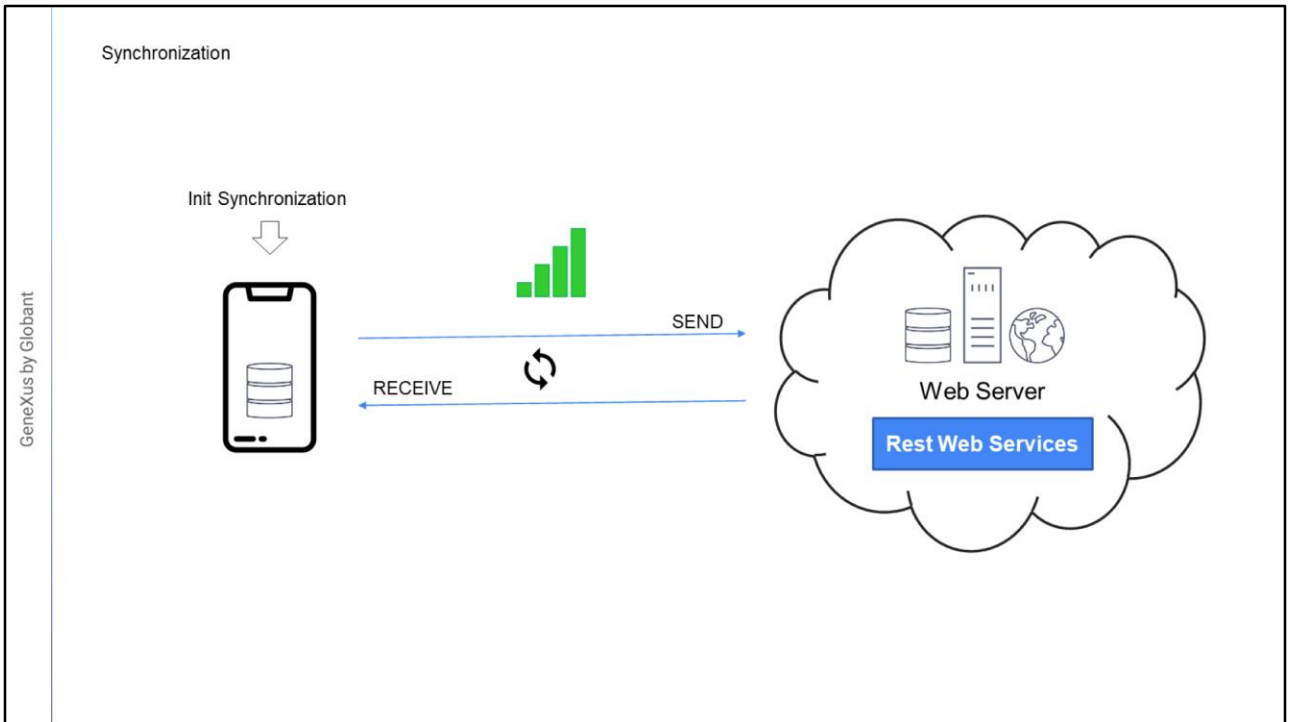 Synchronization
Init Synchronization
SEND
RECEIVE
Web Server
Rest Web Services
GeneXus by Globant